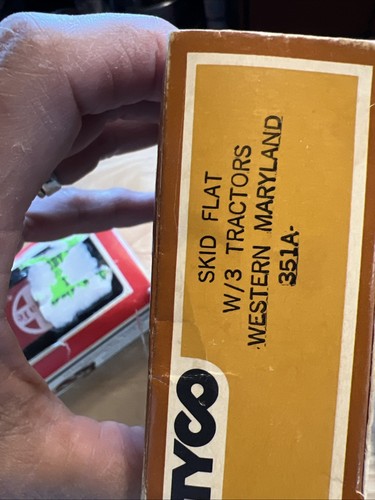 SKID FLAT
W/3 TRACTORS
WESTERN MARYLAND
351A-
TYCO